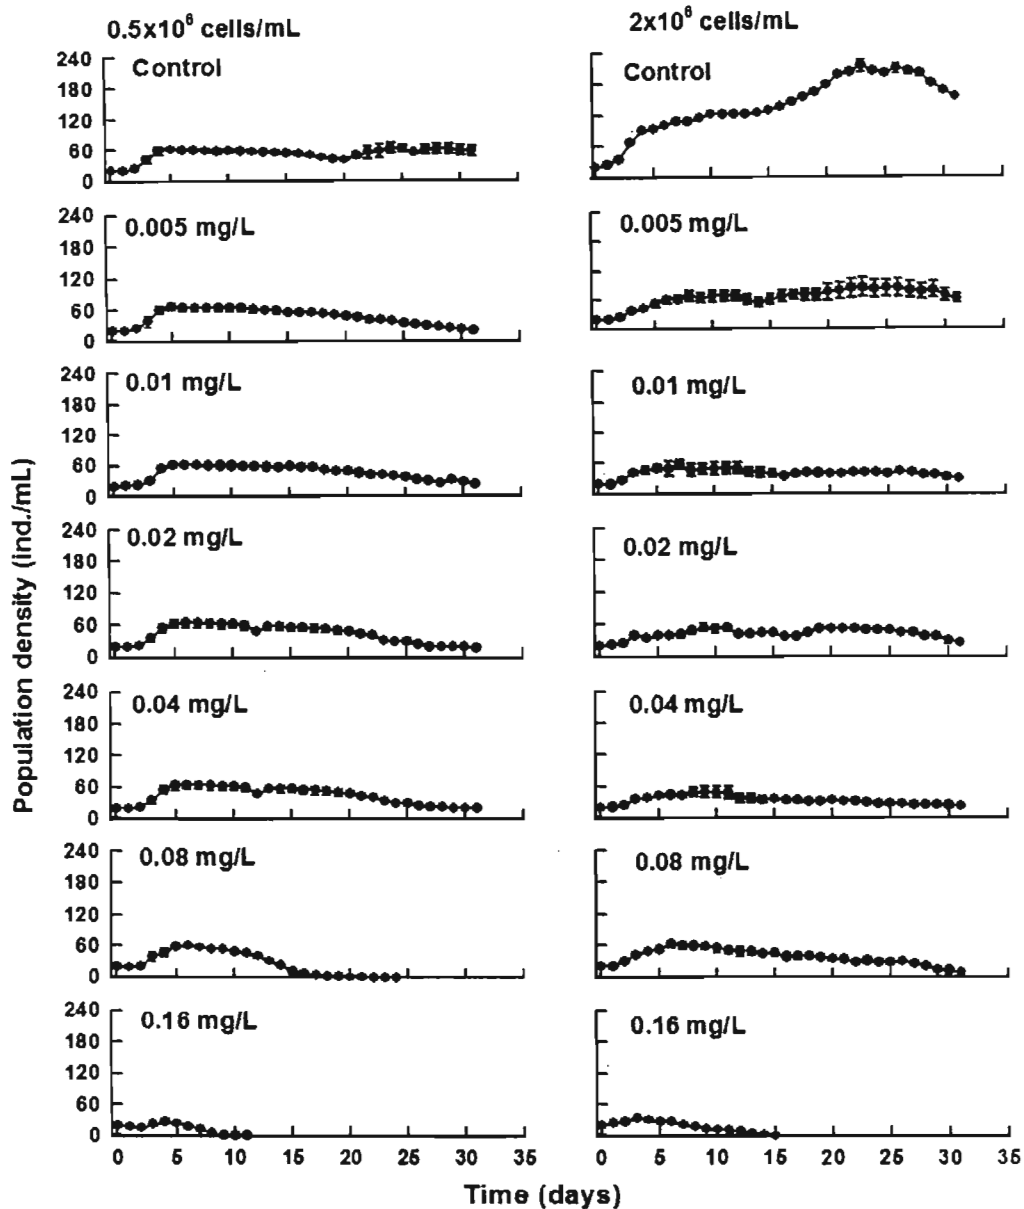 0.5x10⁶ cells/mL
2x10⁶ cells/mL
Control
240
180
120
60
0
Control
0.005 mg/L
240
180
120
60
0
0.005 mg/L
0.01 mg/L
240
180
120
60
0
0.01 mg/L
0.02 mg/L
240
180
120
60
0
0.02 mg/L
0.04 mg/L
240
180
120
60
0
0.04 mg/L
0.08 mg/L
240
180
120
60
0
0.08 mg/L
0.16 mg/L
240
180
120
60
0
0.16 mg/L
Population density (ind./mL)
0 5 10 15 20 25 30 35
0 5 10 15 20 25 30 35
Time (days)